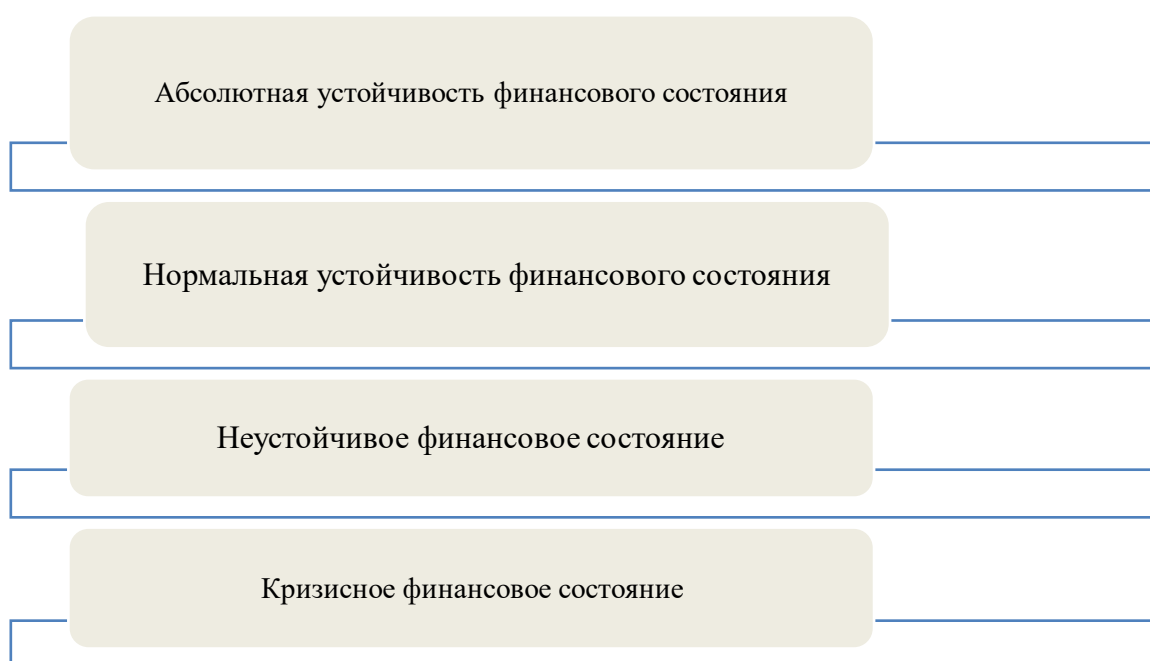 Абсолютная устойчивость финансового состояния
Нормальная устойчивость финансового состояния
Неустойчивое финансовое состояние
Кризисное финансовое состояние